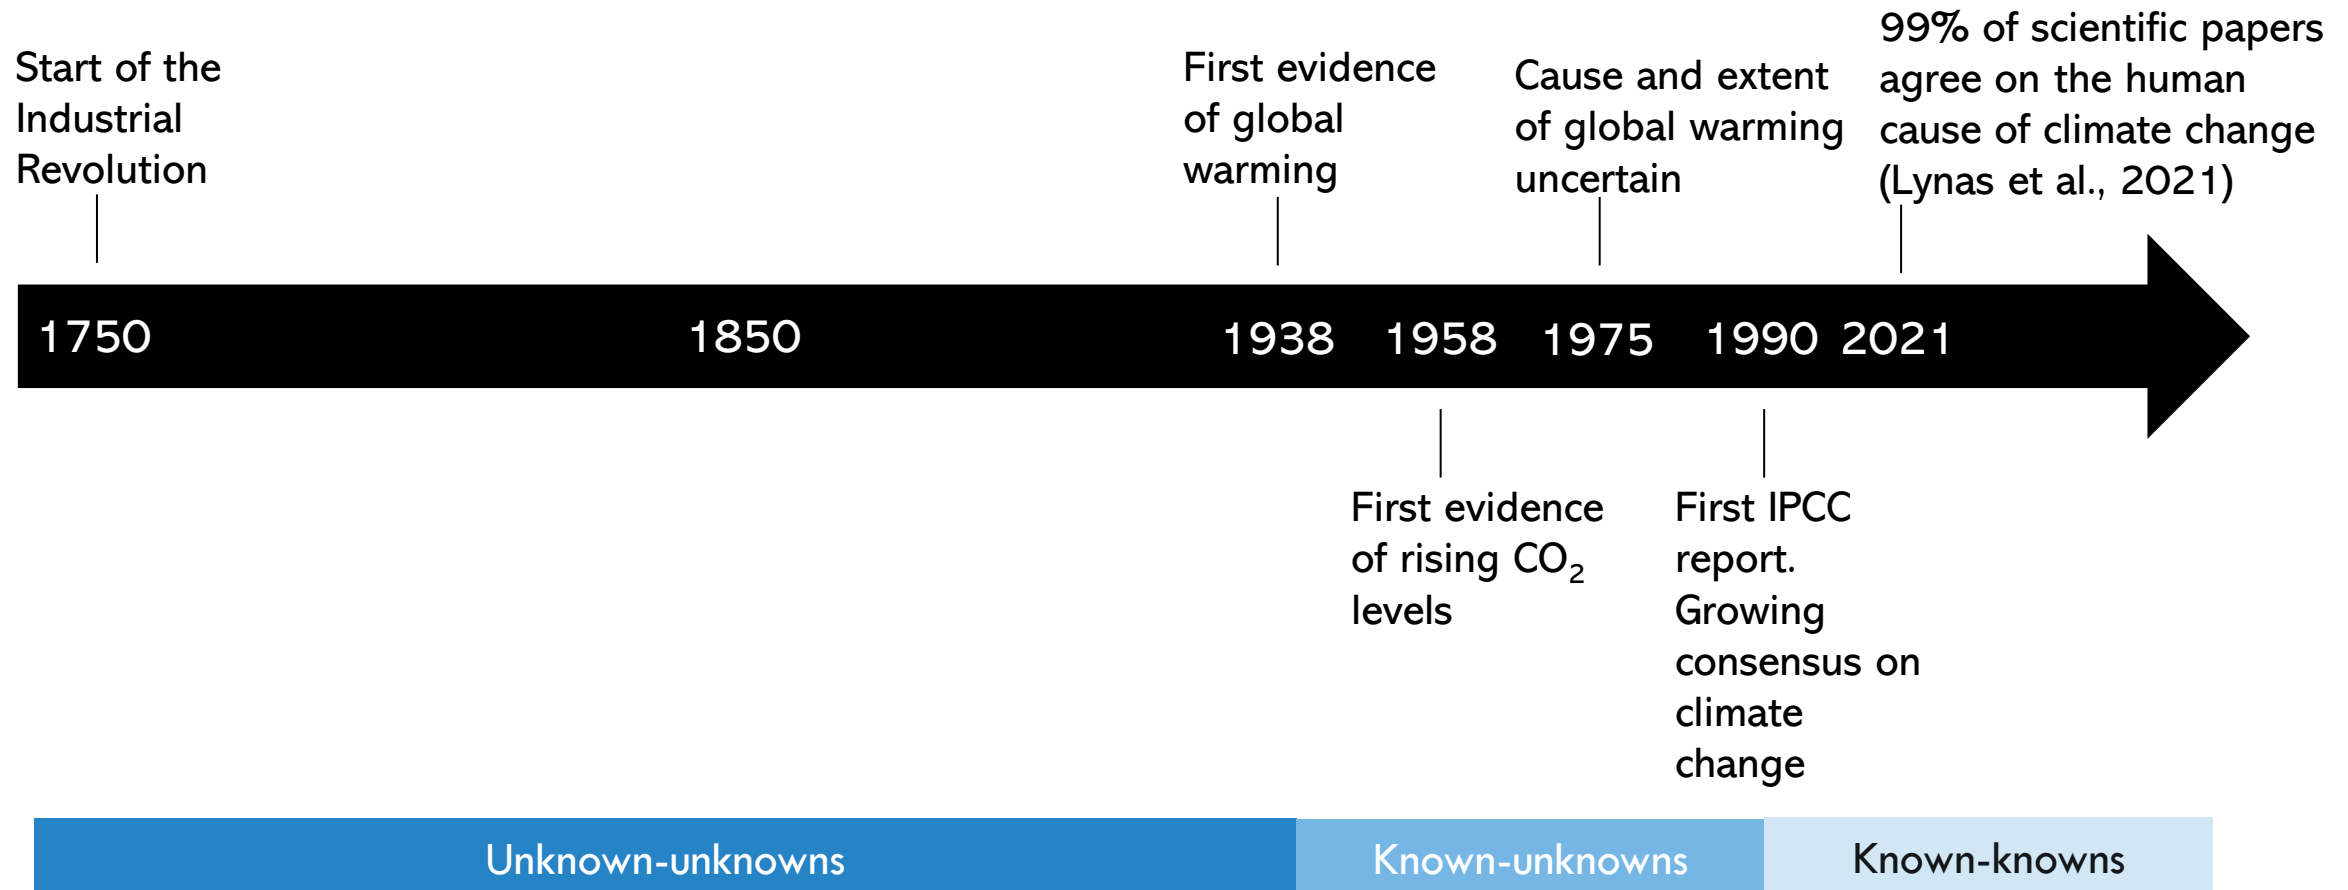 Start of the
Industrial
Revolution
First evidence
of global
warming
Cause and extent
of global warming
uncertain
99% of scientific papers
agree on the human
cause of climate change
(Lynas et al., 2021)
1750
1850
1938
1958
1975
1990
2021
First evidence
of rising CO₂
levels
First IPCC
report.
Growing
consensus on
climate
change
Unknown-unknowns
Known-unknowns
Known-knowns